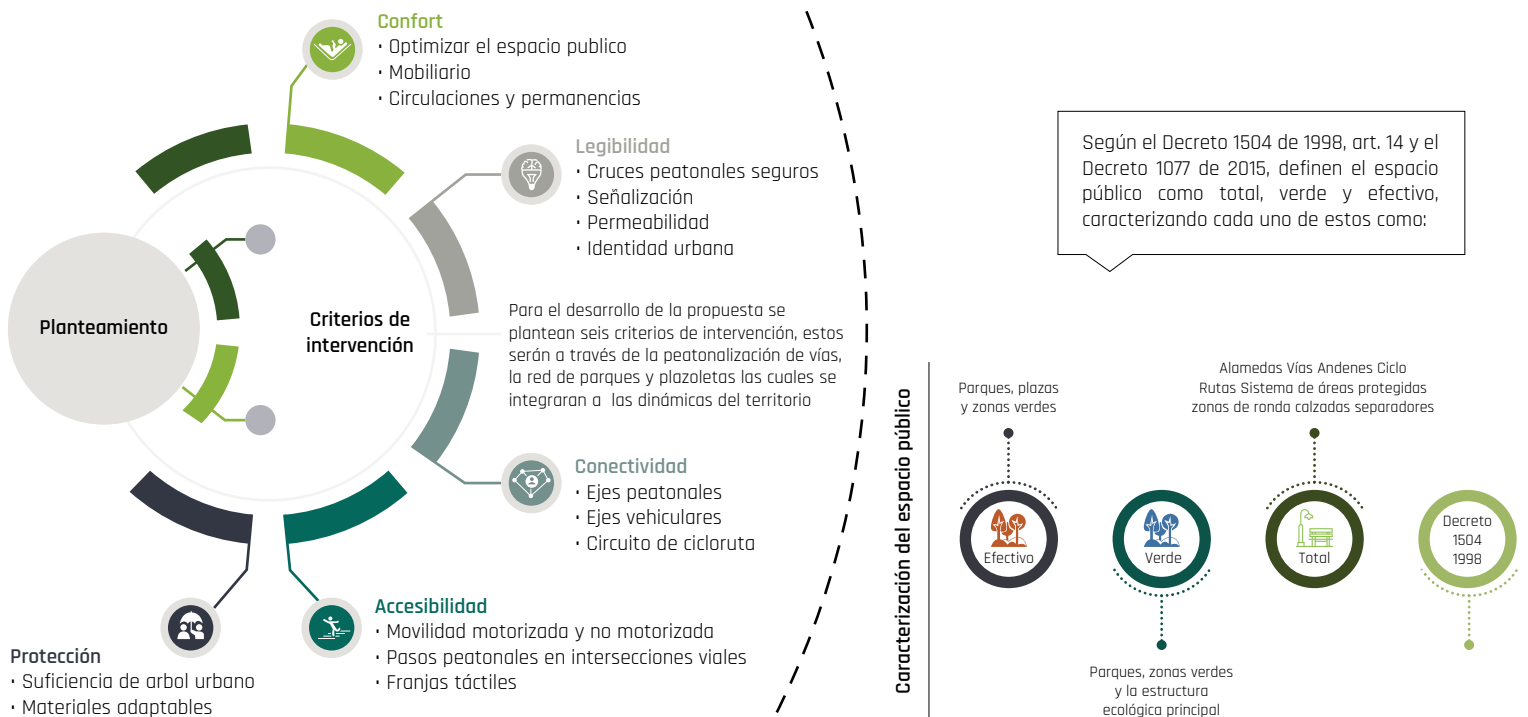 Confort
· Optimizar el espacio publico
· Mobiliario
· Circulaciones y permanencias
Legibilidad
· Cruces peatonales seguros
· Señalización
· Permeabilidad
· Identidad urbana
Planteamiento
Criterios de
intervención
Para el desarrollo de la propuesta se
plantean seis criterios de intervención, estos
serán a través de la peatonalización de vías,
la red de parques y plazoletas las cuales se
integraran a las dinámicas del territorio
Conectividad
· Ejes peatonales
· Ejes vehiculares
· Circuito de cicloruta
Accesibilidad
· Movilidad motorizada y no motorizada
· Pasos peatonales en intersecciones viales
· Franjas táctiles
Protección
· Suficiencia de arbol urbano
· Materiales adaptables
Según el Decreto 1504 de 1998, art. 14 y el
Decreto 1077 de 2015, definen el espacio
público como total, verde y efectivo,
caracterizando cada uno de estos como:
Caracterización del espacio público
Parques, plazas
y zonas verdes
Efectivo
Verde
Parques, zonas verdes
y la estructura
ecológica principal
Alamedas Vías Andenes Ciclo
Rutas Sistema de áreas protegidas
zonas de ronda calzadas separadores
Total
Decreto
1504
1998